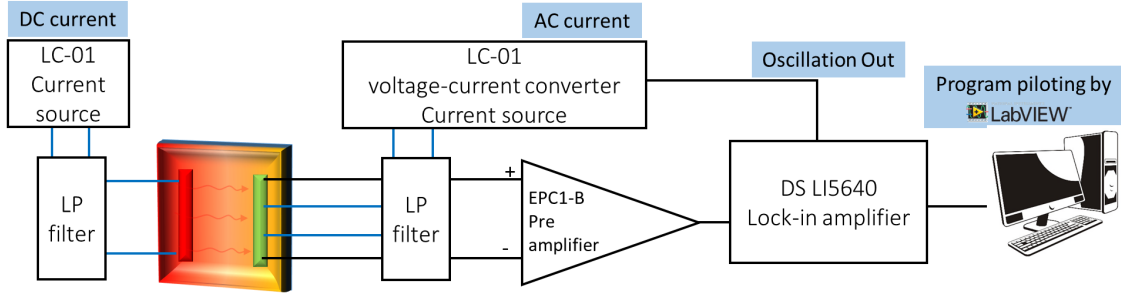 DC current
LC-01
Current
source
LP
filter
AC current
LC-01
voltage-current converter
Current source
LP
filter
+
EPC1-B
Pre
amplifier
-
Oscillation Out
DS LI5640
Lock-in amplifier
Program piloting by
LabVIEW™